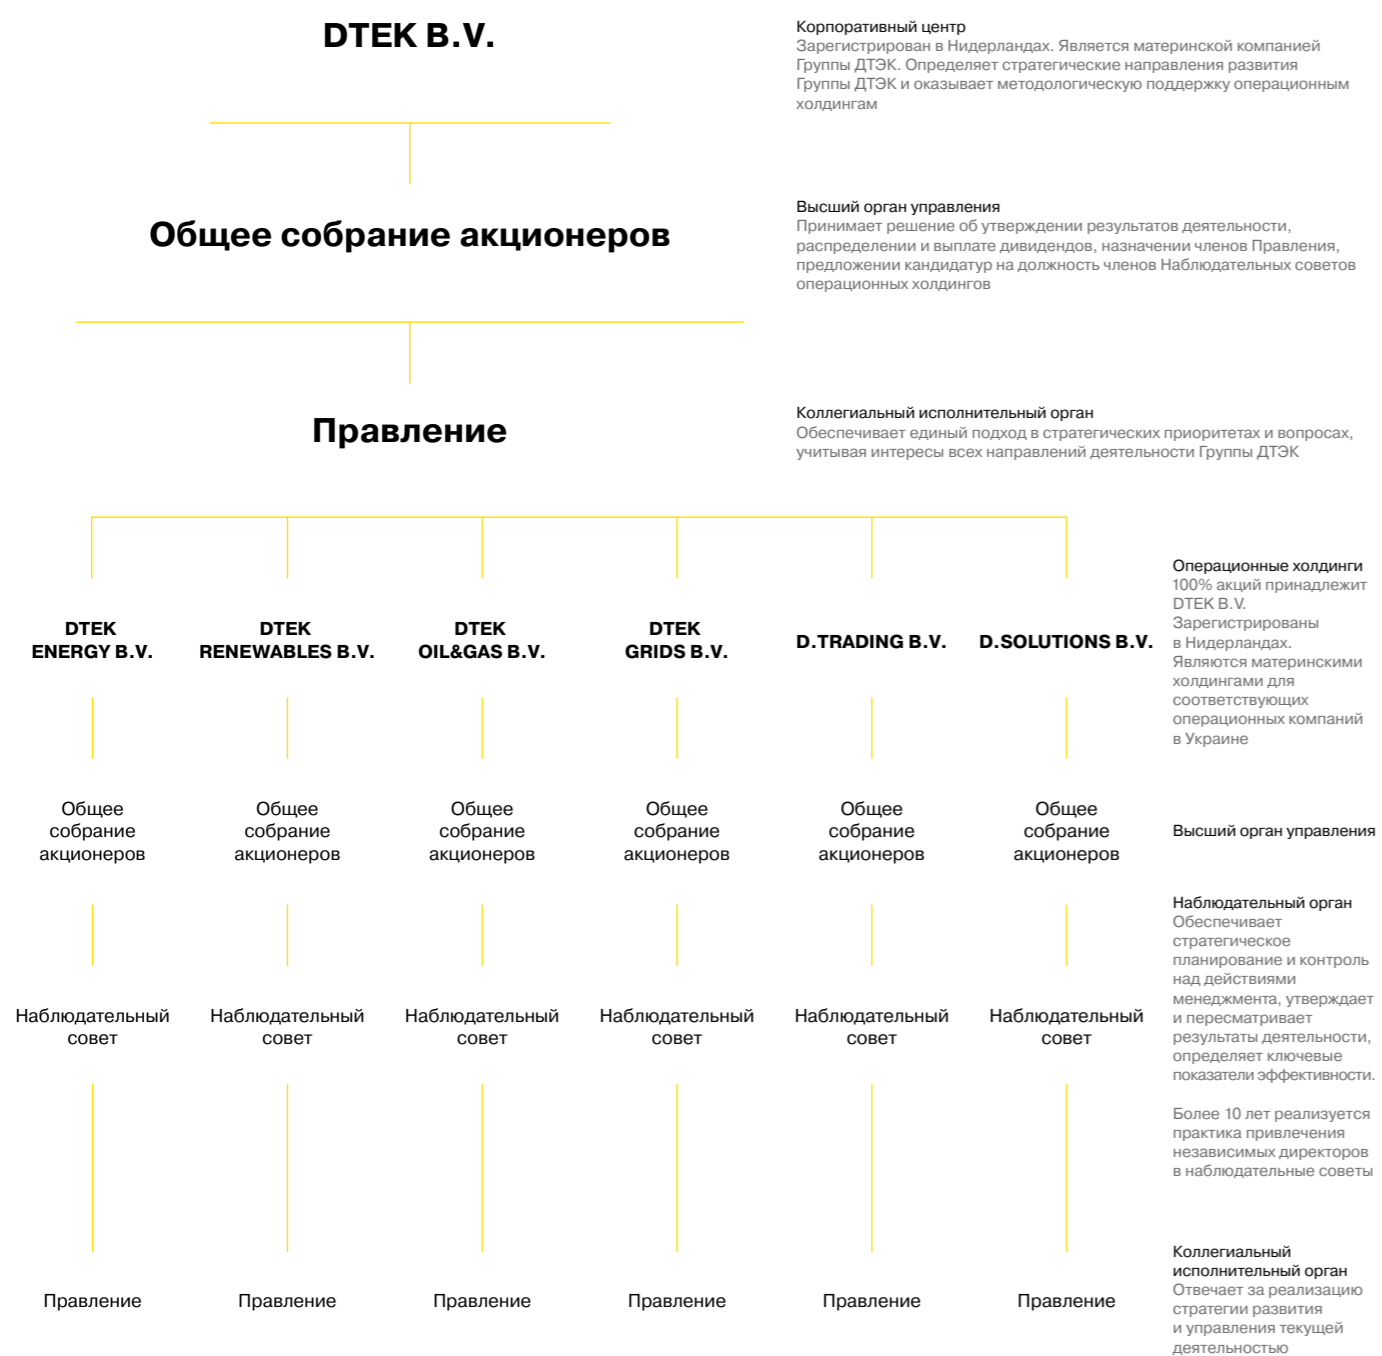 DTEK B.V.
Корпоративный центр
Зарегистрирован в Нидерландах. Является материнской компанией
Группы ДТЭК. Определяет стратегические направления развития
Группы ДТЭК и оказывает методологическую поддержку операционным
холдингам
Общее собрание акционеров
Высший орган управления
Принимает решение об утверждении результатов деятельности,
распределении и выплате дивидендов, назначении членов Правления,
предложении кандидатур на должность членов Наблюдательных советов
операционных холдингов
Правление
Коллегиальный исполнительный орган
Обеспечивает единый подход в стратегических приоритетах и вопросах,
учитывая интересы всех направлений деятельности Группы ДТЭК
DTEK
ENERGY B.V.
DTEK
RENEWABLES B.V.
DTEK
OIL&GAS B.V.
DTEK
GRIDS B.V.
D.TRADING B.V.
D.SOLUTIONS B.V.
Операционные холдинги
100% акций принадлежит
DTEK B.V.
Зарегистрированы
в Нидерландах.
Являются материнскими
холдингами для
соответствующих
операционных компаний
в Украине
Общее
собрание
акционеров
Общее
собрание
акционеров
Общее
собрание
акционеров
Общее
собрание
акционеров
Общее
собрание
акционеров
Общее
собрание
акционеров
Высший орган управления
Наблюдательный
совет
Наблюдательный
совет
Наблюдательный
совет
Наблюдательный
совет
Наблюдательный
совет
Наблюдательный
совет
Наблюдательный орган
Обеспечивает
стратегическое
планирование и контроль
над действиями
менеджмента, утверждает
и пересматривает
результаты деятельности,
определяет ключевые
показатели эффективности.
Более 10 лет реализуется
практика привлечения
независимых директоров
в наблюдательные советы
Правление
Правление
Правление
Правление
Правление
Правление
Коллегиальный
исполнительный орган
Отвечает за реализацию
стратегии развития
и управления текущей
деятельностью